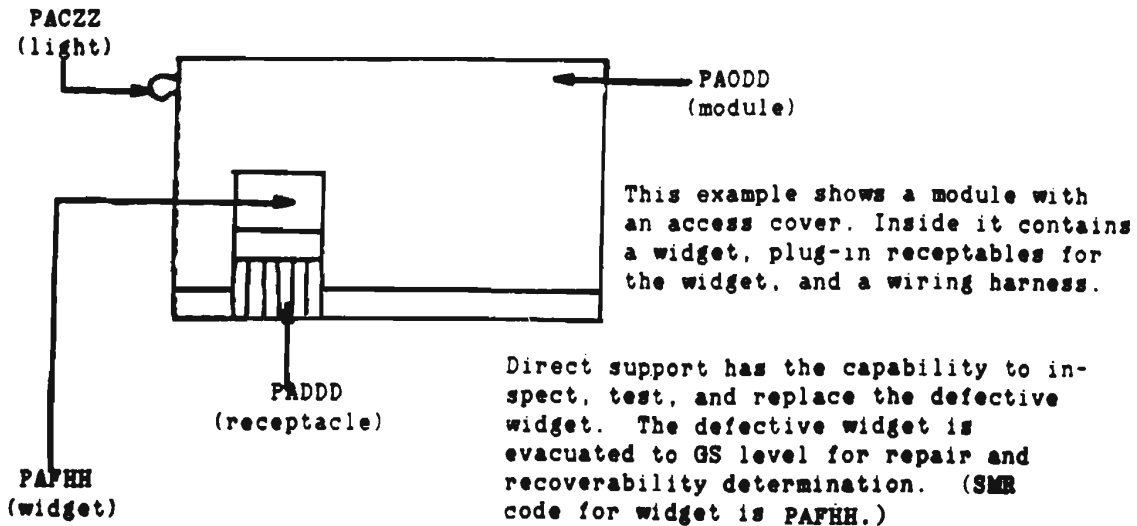 PACZZ
(light)
PAODD
(module)
This example shows a module with
an access cover. Inside it contains
a widget, plug-in receptables for
the widget, and a wiring harness.
PADDD
(receptacle)
Direct support has the capability to in-
spect, test, and replace the defective
widget. The defective widget is
evacuated to GS level for repair and
recoverability determination. (SMR
code for widget is PAFHH.)
PAFHH
(widget)